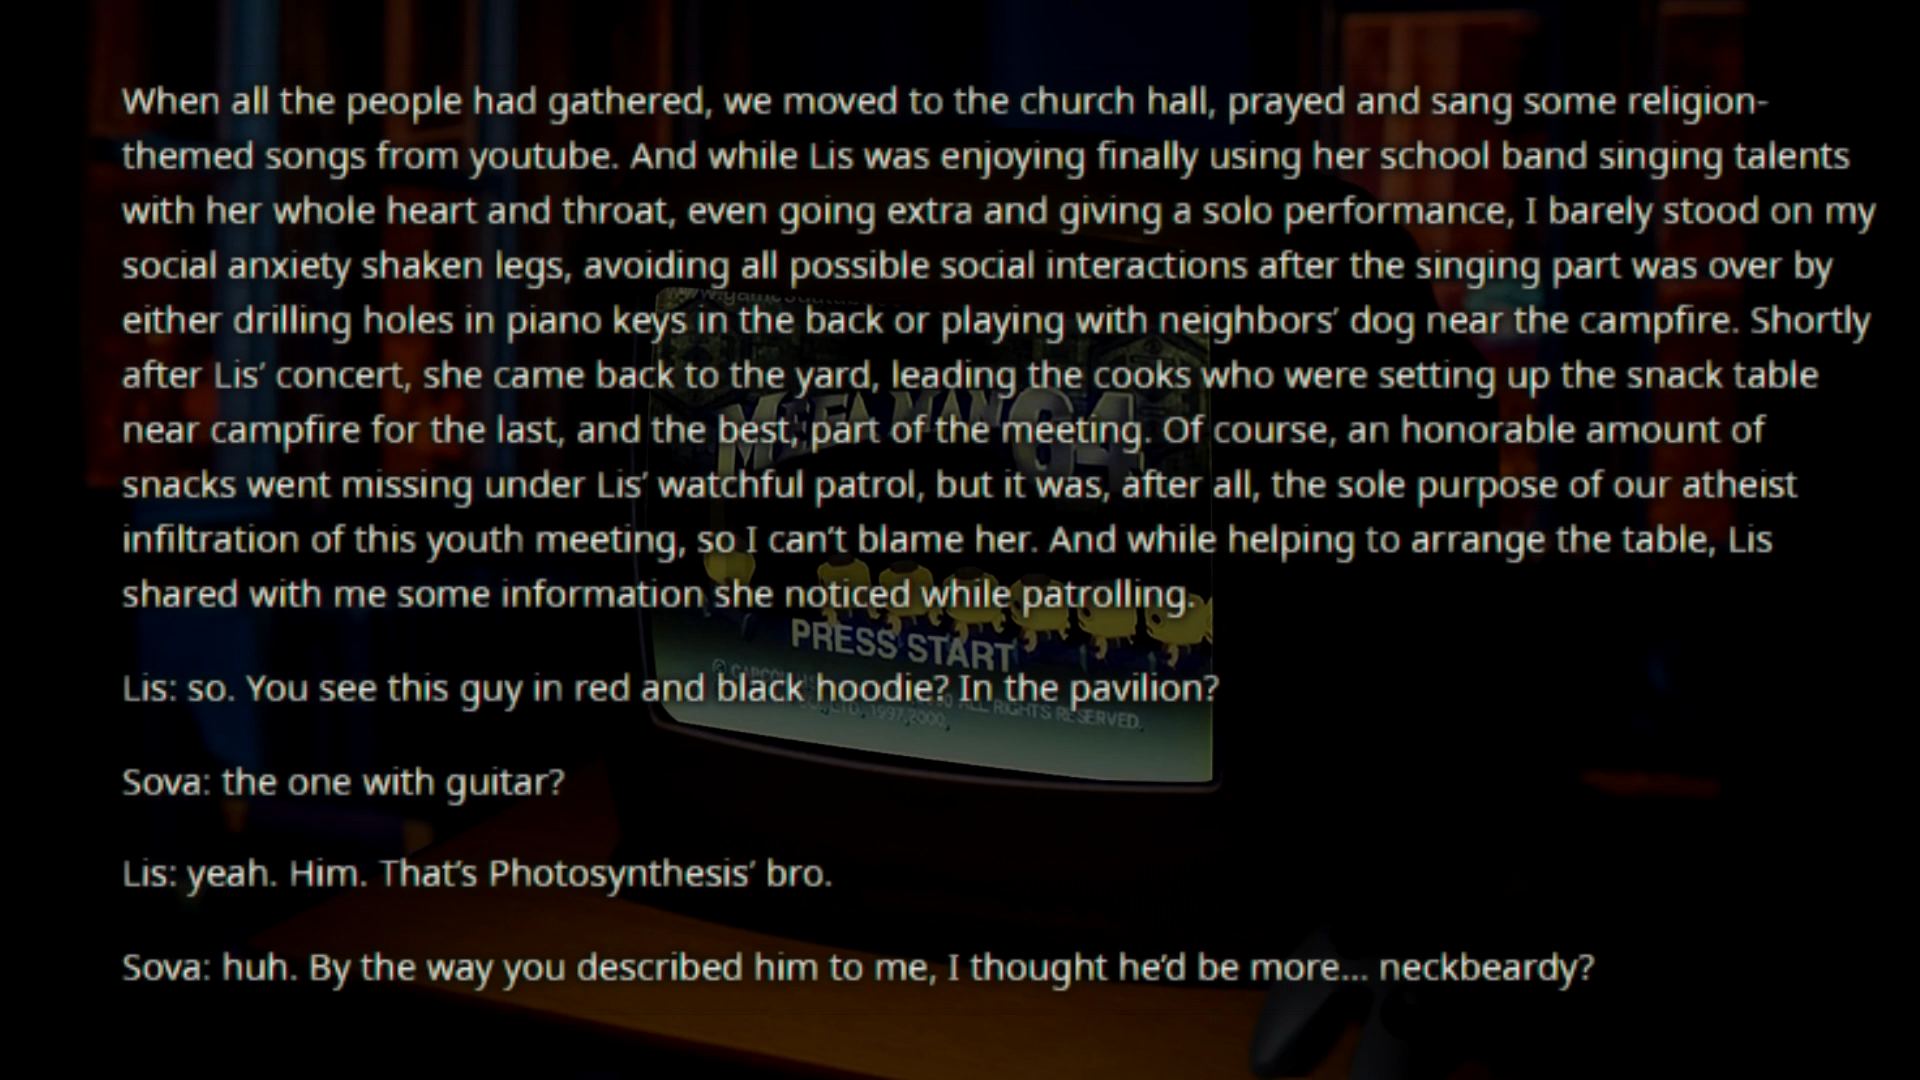 When all the people had gathered, we moved to the church hall, prayed and sang some religion-
themed songs from youtube. And while Lis was enjoying finally using her school band singing talents
with her whole heart and throat, even going extra and giving a solo performance, I barely stood on my
social anxiety shaken legs, avoiding all possible social interactions after the singing part was over by
either drilling holes in piano keys in the back or playing with neighbors’ dog near the campfire. Shortly
after Lis’ concert, she came back to the yard, leading the cooks who were setting up the snack table
near campfire for the last, and the best, part of the meeting. Of course, an honorable amount of
snacks went missing under Lis’ watchful patrol, but it was, after all, the sole purpose of our atheist
infiltration of this youth meeting, so I can’t blame her. And while helping to arrange the table, Lis
shared with me some information she noticed while patrolling.
Lis: so. You see this guy in red and black hoodie? In the pavilion?
Sova: the one with guitar?
Lis: yeah. Him. That’s Photosynthesis’ bro.
Sova: huh. By the way you described him to me, I thought he’d be more... neckbeardy?
MEGA MAN 64
PRESS START
LTD. 1997,2000
ALL RIGHTS RESERVED.